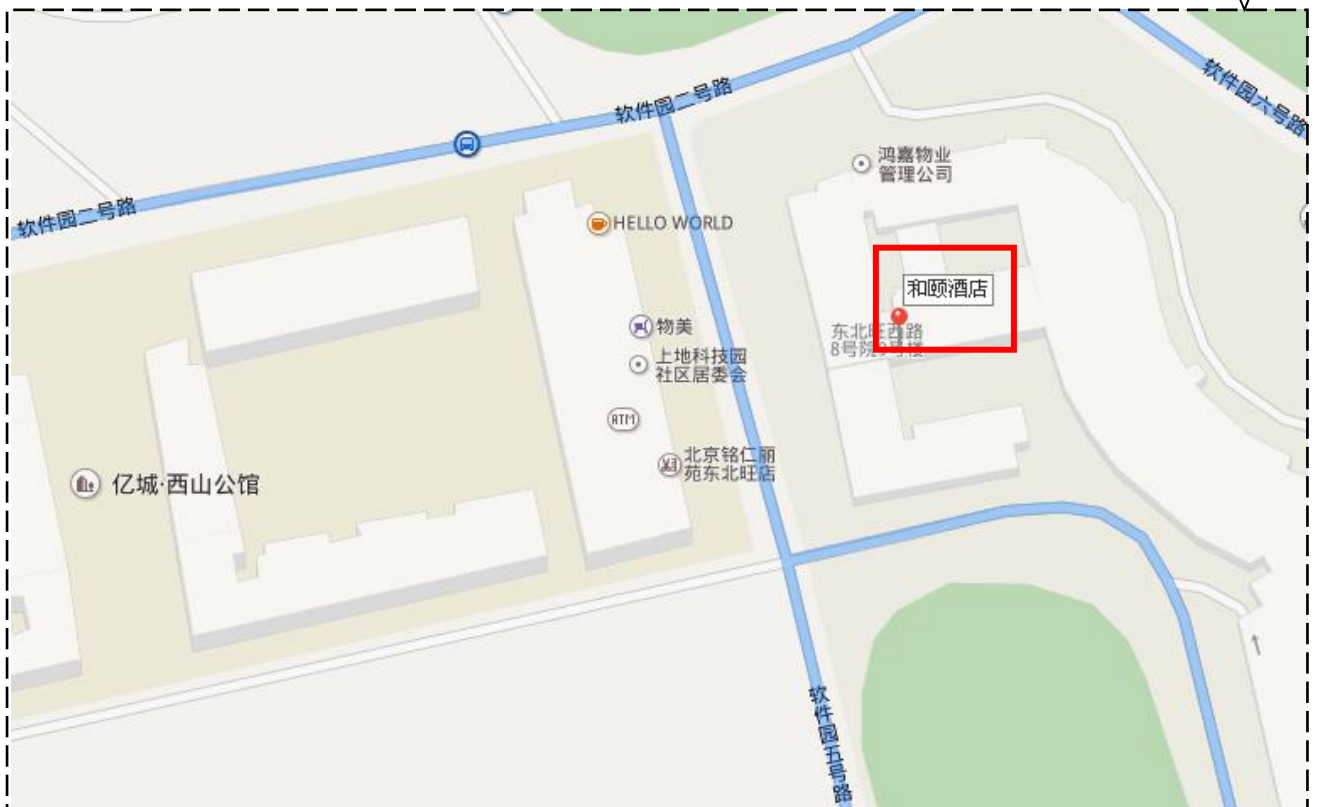 软件园六号路
软件园二号路
鸿嘉物业
管理公司
软件园二号路
HELLO WORLD
和颐酒店
物美
东北旺西路
8号院9号楼
上地科技园
社区居委会
ATM
北京铭仁丽
苑东北旺店
亿城·西山公馆
软件园五号路